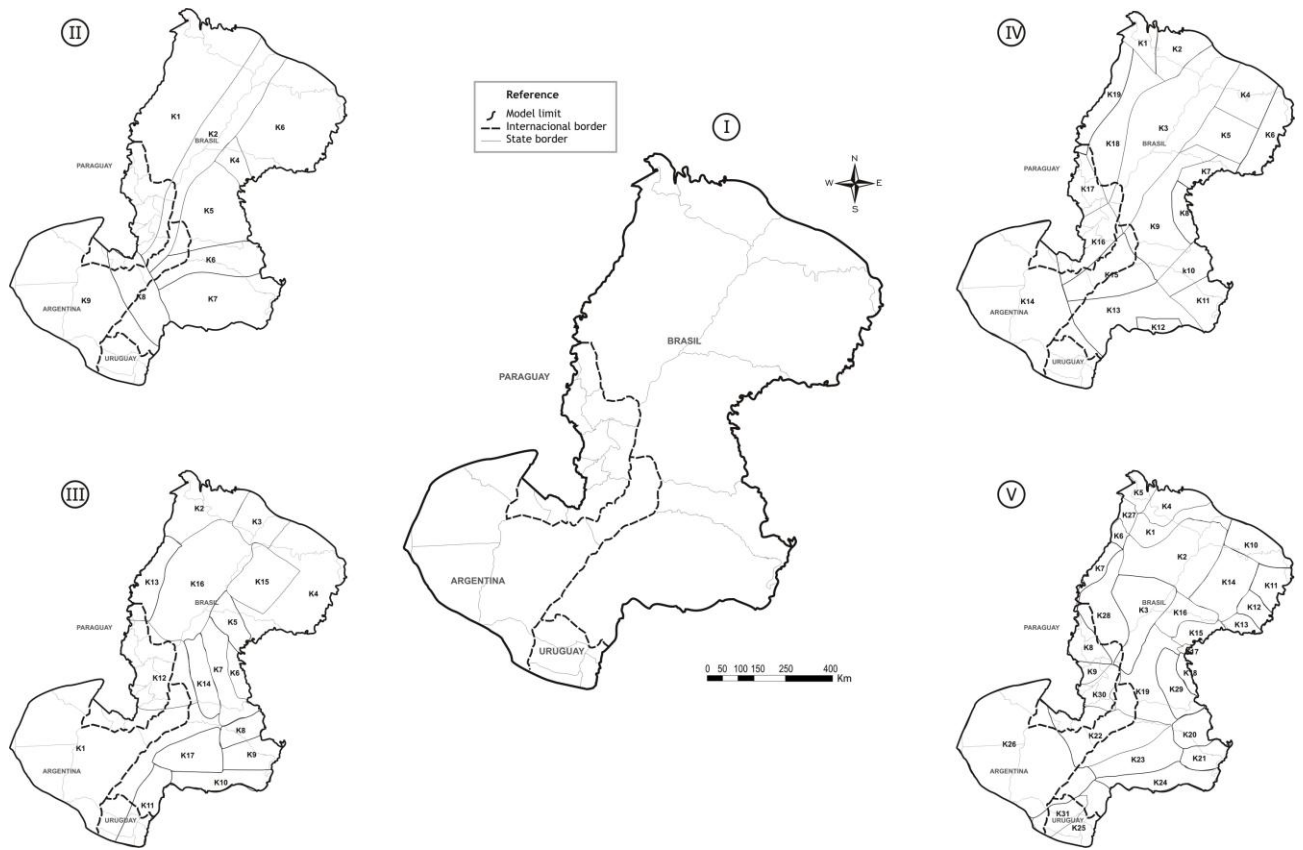 II
K1
K6
K2
BRASIL
K4
PARAGUAY
K5
K6
K9
K8
K7
ARGENTINA
URUGUAY
Reference
Model limit
Internacional border
State border
I
N
W
E
S
BRASIL
PARAGUAY
ARGENTINA
URUGUAY
0 50 100 150 250 400
Km
IV
K1
K2
K19
K4
K3
K18
BRASIL
K5
K6
PARAGUAY
K7
K17
K8
K9
K16
K15
k10
K14
K11
ARGENTINA
K13
K12
URUGUAY
III
K2
K3
K13
K16
K15
K4
BRASIL
K5
PARAGUAY
K12
K7
K6
K14
K1
K8
K17
K9
ARGENTINA
K10
K11
URUGUAY
V
K5
K4
K27
K6
K1
K10
K2
K7
K14
K11
BRASIL
K3
K16
K12
K28
K13
PARAGUAY
K15
K8
K9
K18
K30
K19
K29
K22
K20
K26
K23
K21
ARGENTINA
K24
K31
URUGUAY
K25